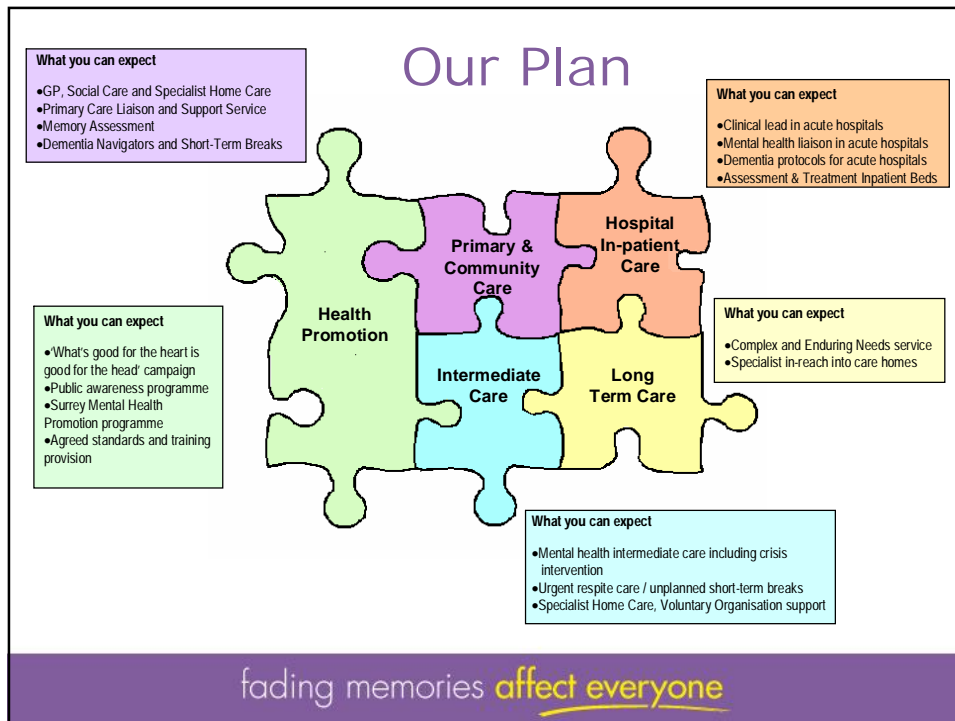 Our Plan
What you can expect
•GP, Social Care and Specialist Home Care
•Primary Care Liaison and Support Service
•Memory Assessment
•Dementia Navigators and Short-Term Breaks
What you can expect
•Clinical lead in acute hospitals
•Mental health liaison in acute hospitals
•Dementia protocols for acute hospitals
•Assessment & Treatment Inpatient Beds
Primary &
Community
Care
Hospital
In-patient
Care
Health
Promotion
Intermediate
Care
Long
Term Care
What you can expect
•'What's good for the heart is
good for the head' campaign
•Public awareness programme
•Surrey Mental Health
Promotion programme
•Agreed standards and training
provision
What you can expect
•Complex and Enduring Needs service
•Specialist in-reach into care homes
What you can expect
•Mental health intermediate care including crisis
intervention
•Urgent respite care / unplanned short-term breaks
•Specialist Home Care, Voluntary Organisation support
fading memories affect everyone